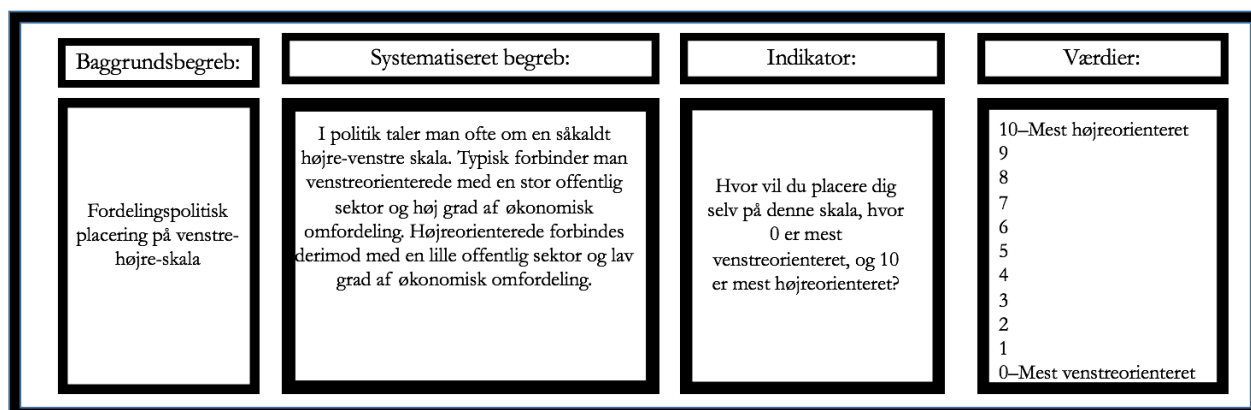 Baggrundsbegreb:
Systematiseret begreb:
Indikator:
Værdier:
Fordelingspolitisk
placering på venstre-
højre-skala
I politik taler man ofte om en såkaldt
højre-venstre skala. Typisk forbinder man
venstreorienterede med en stor offentlig
sektor og høj grad af økonomisk
omfordeling. Højreorienterede forbindes
derimod med en lille offentlig sektor og lav
grad af økonomisk omfordeling.
Hvor vil du placere dig
selv på denne skala, hvor
0 er mest
venstreorienteret, og 10
er mest højreorienteret?
10–Mest højreorienteret
9
8
7
6
5
4
3
2
1
0–Mest venstreorienteret